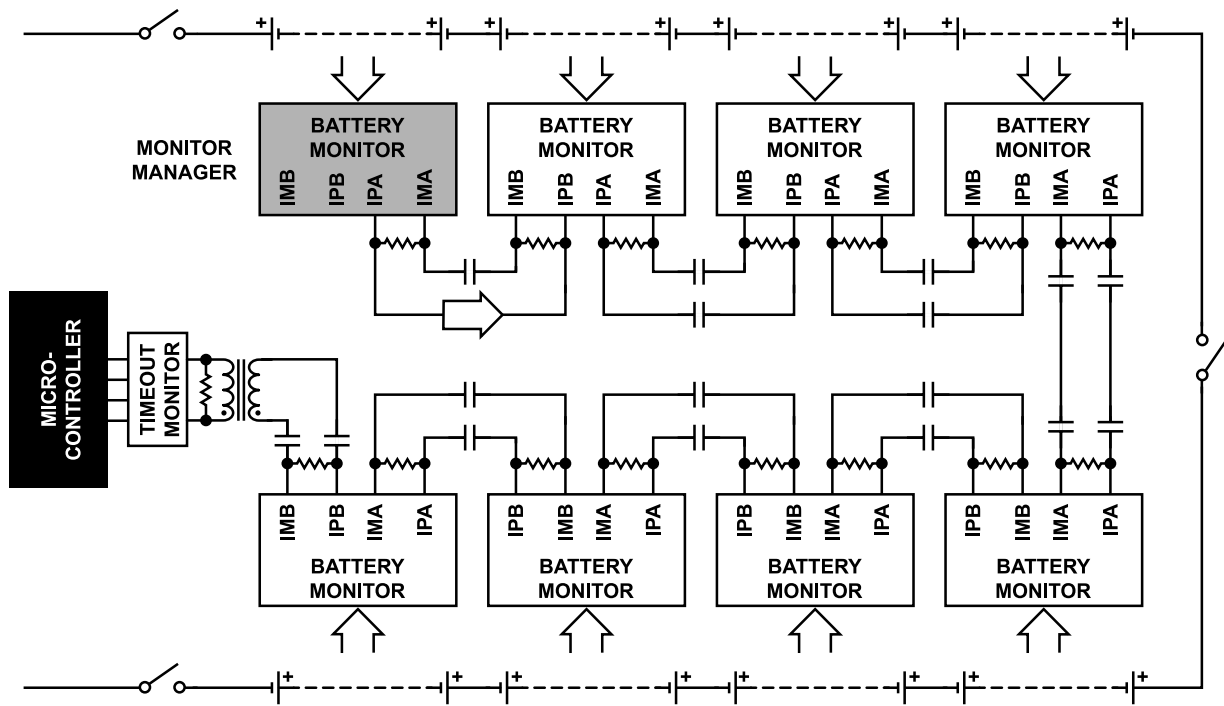 + + + + + + + +
BATTERY
MONITOR
IMB IPB IPA IMA
BATTERY
MONITOR
IMB IPB IPA IMA
BATTERY
MONITOR
IMB IPB IPA IMA
BATTERY
MONITOR
IMB IPB IMA IPA
MONITOR
MANAGER
MICRO-
CONTROLLER
TIMEOUT
MONITOR
IMB IPB IMA IPA
BATTERY
MONITOR
IPB IMB IMA IPA
BATTERY
MONITOR
IPB IMB IMA IPA
BATTERY
MONITOR
IPB IMB IMA IPA
BATTERY
MONITOR
+ + + + + + + +